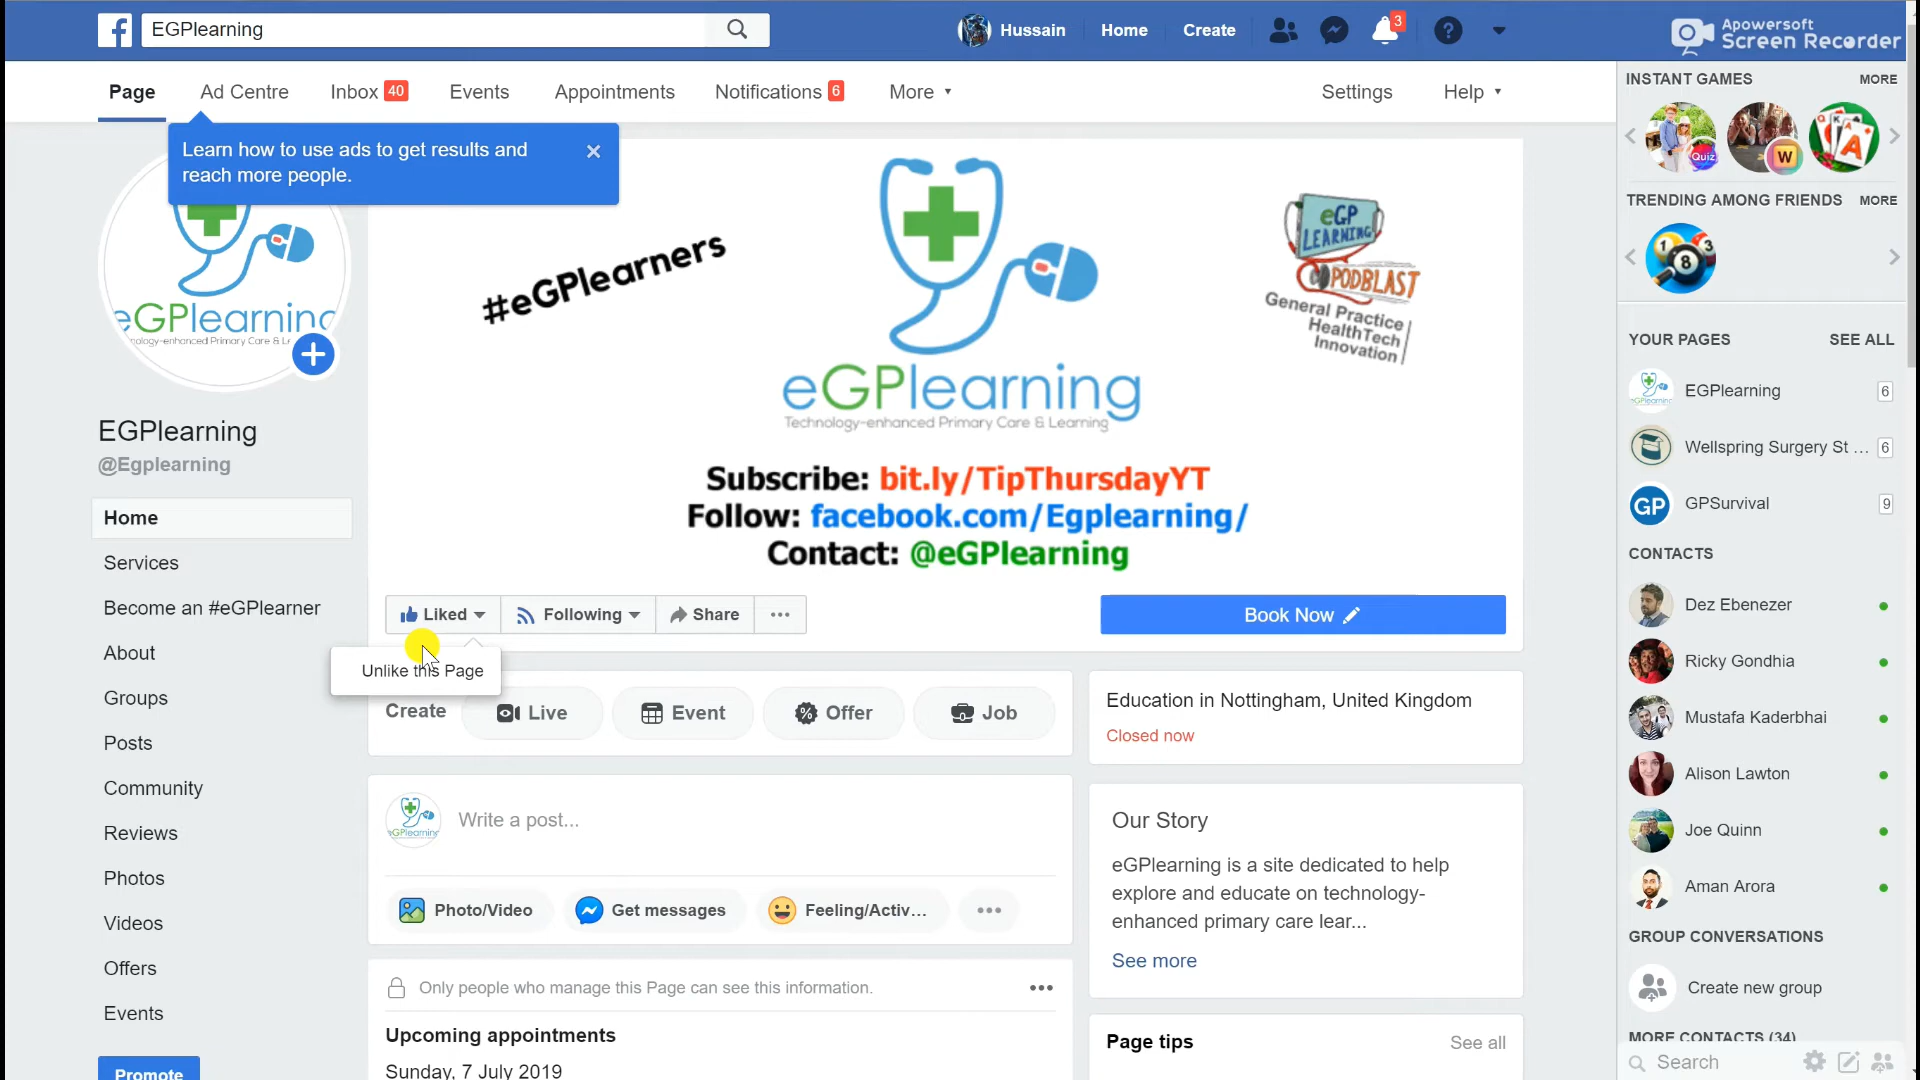 EGPlearning
Hussain
Home
Create
3
Apowersoft
Screen Recorder
Page
Ad Centre
Inbox 40
Events
Appointments
Notifications 6
More
Settings
Help
Learn how to use ads to get results and
reach more people.
eGPlearning
EGPlearning
@Egplearning
Home
Services
Become an #eGPlearner
About
Groups
Posts
Community
Reviews
Photos
Videos
Offers
Events
Promote
#eGPlearners
eGPlearning
Technology-enhanced Primary Care & Learning
eGP
LEARNING
PODBLAST
General Practice
HealthTech
Innovation
Subscribe: bit.ly/TipThursdayYT
Follow: facebook.com/Egplearning/
Contact: @eGPlearning
Liked
Following
Share
Book Now
Unlike this Page
Create
Live
Event
Offer
Job
Write a post...
Photo/Video
Get messages
Feeling/Activ...
Only people who manage this Page can see this information.
Upcoming appointments
Sunday, 7 July 2019
Education in Nottingham, United Kingdom
Closed now
Our Story
eGPlearning is a site dedicated to help
explore and educate on technology-
enhanced primary care lear...
See more
Page tips
See all
INSTANT GAMES
MORE
Quiz
W
A
TRENDING AMONG FRIENDS
MORE
1
3
8
YOUR PAGES
SEE ALL
EGPlearning
6
Wellspring Surgery St ...
6
GP
GPSurvival
9
CONTACTS
Dez Ebenezer
Ricky Gondhia
Mustafa Kaderbhai
Alison Lawton
Joe Quinn
Aman Arora
GROUP CONVERSATIONS
Create new group
MORE CONTACTS (34)
Search